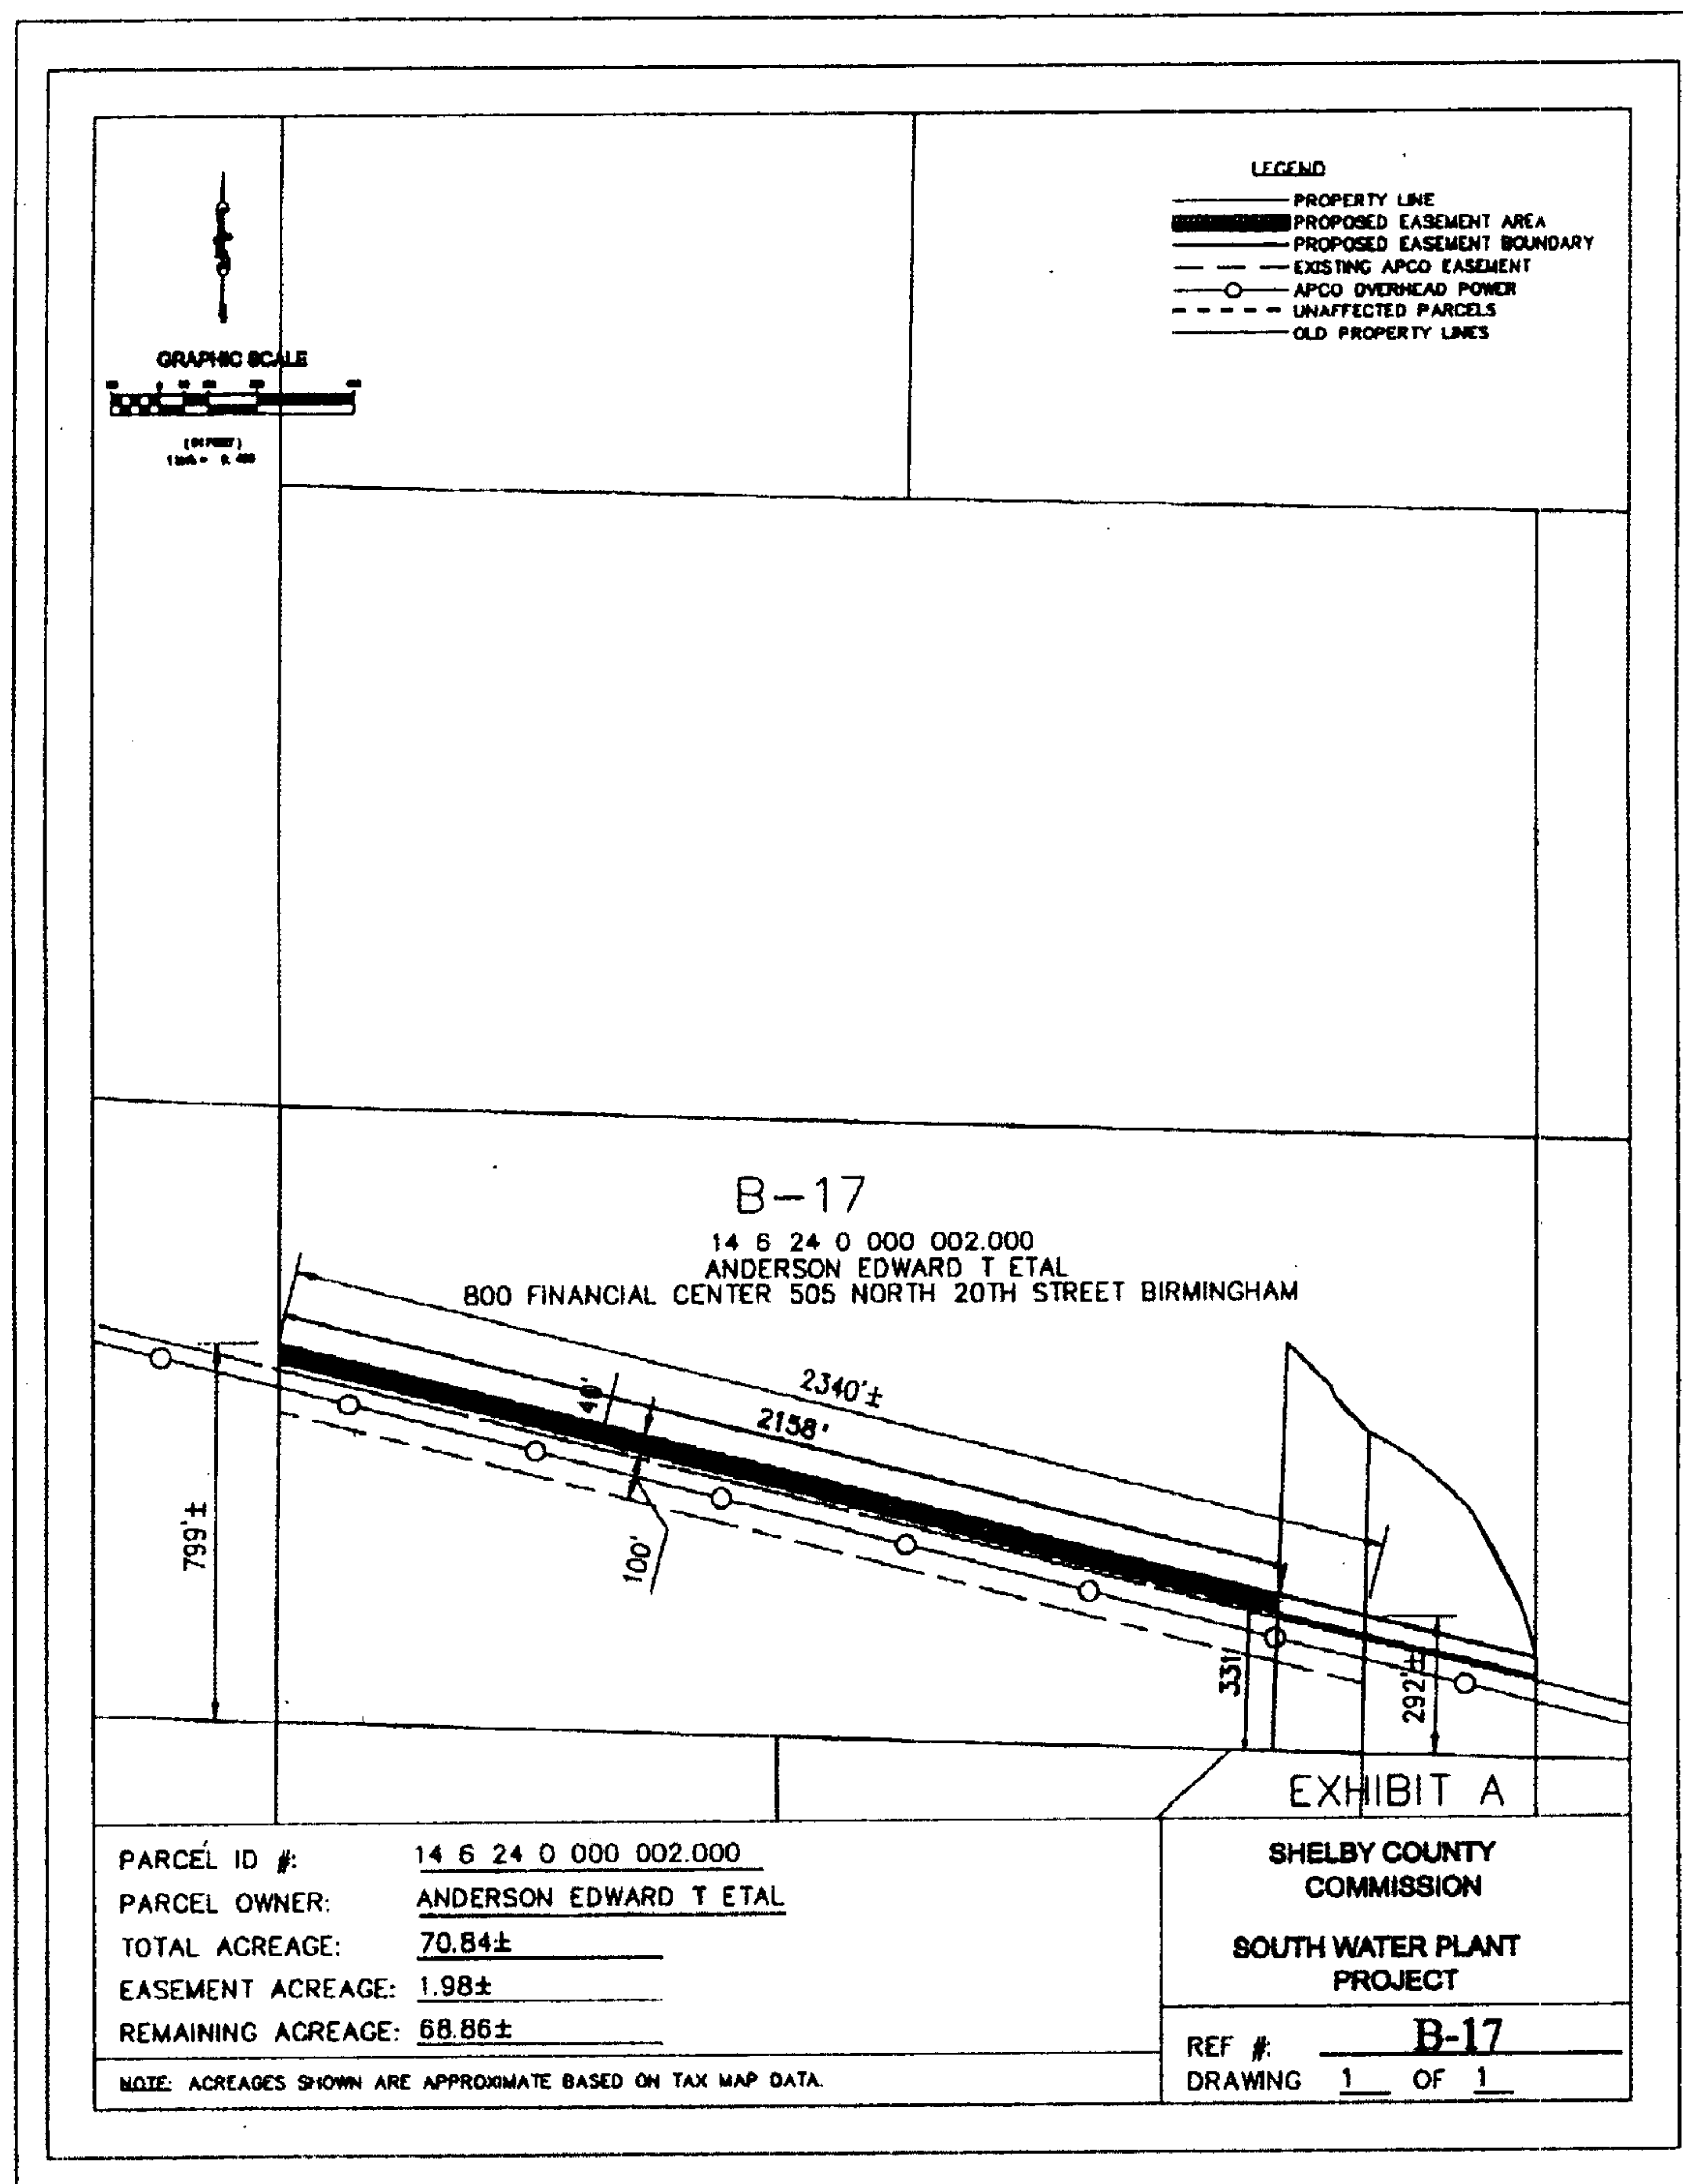 LEGEND
PROPERTY LINE
PROPOSED EASEMENT AREA
PROPOSED EASEMENT BOUNDARY
EXISTING APCO EASEMENT
APCO OVERHEAD POWER
UNAFFECTED PARCELS
OLD PROPERTY LINES
GRAPHIC SCALE
B-17
14 6 24 0 000 002.000
ANDERSON EDWARD T ETAL
800 FINANCIAL CENTER 505 NORTH 20TH STREET BIRMINGHAM
2340'±
2158'
40'
100'
799'±
331'
292'±
EXHIBIT A
PARCEL ID #: 14 6 24 0 000 002.000
PARCEL OWNER: ANDERSON EDWARD T ETAL
TOTAL ACREAGE: 70.84±
EASEMENT ACREAGE: 1.98±
REMAINING ACREAGE: 68.86±
NOTE: ACREAGES SHOWN ARE APPROXIMATE BASED ON TAX MAP DATA.
SHELBY COUNTY
COMMISSION
SOUTH WATER PLANT
PROJECT
REF #: B-17
DRAWING 1 OF 1